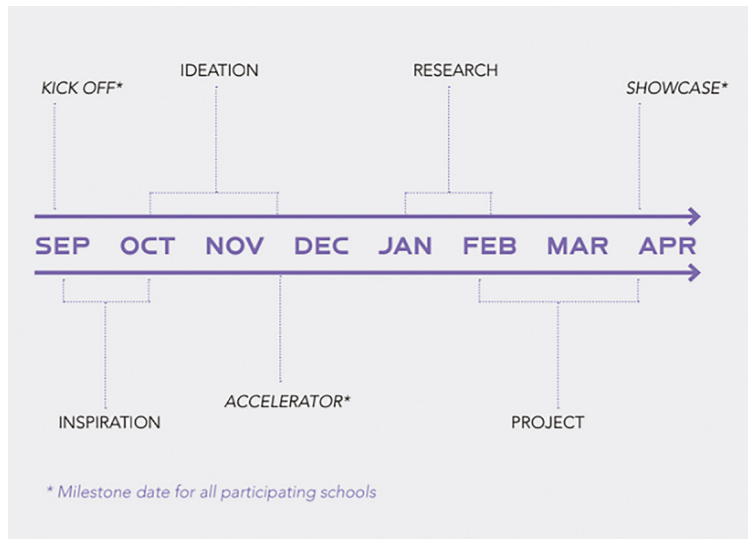 IDEATION
RESEARCH
KICK OFF*
SHOWCASE*
SEP OCT NOV DEC JAN FEB MAR APR
ACCELERATOR*
INSPIRATION
PROJECT
* Milestone date for all participating schools